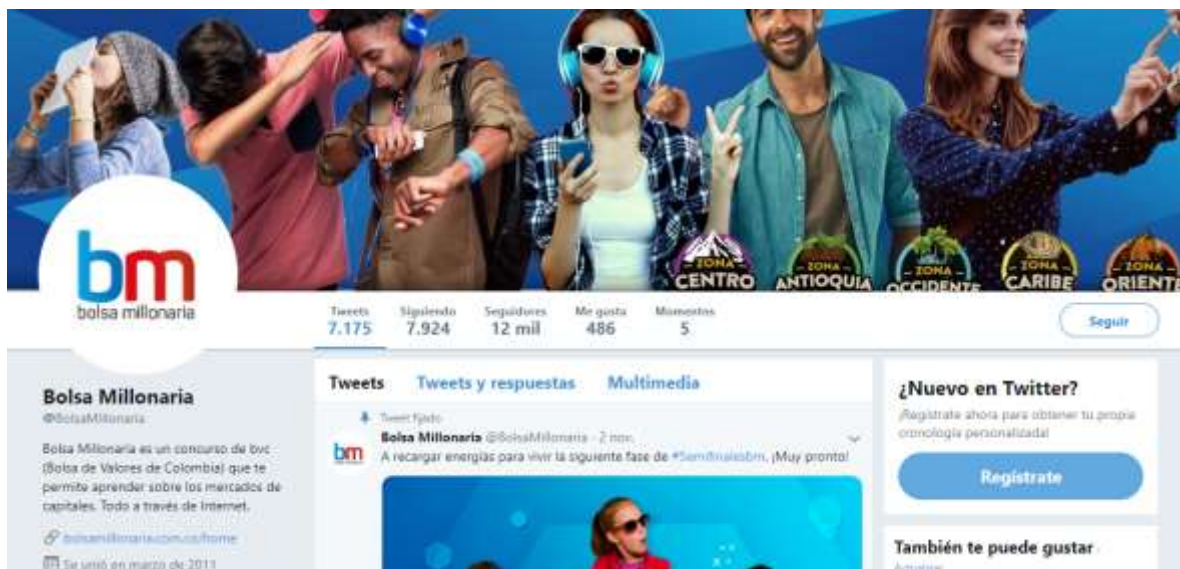 ZONA
CENTRO
ZONA
ANTIOQUIA
ZONA
OCCIDENTE
ZONA
CARIBE
ZONA
ORIENTE
bm
bolsa millonaria
Tweets Siguiendo Seguidores Me gusta Momentos
7.175 7.924 12 mil 486 5
Seguir
Bolsa Millonaria
@BolsaMillonaria
Bolsa Millonaria es un concurso de bvc
(Bolsa de Valores de Colombia) que te
permite aprender sobre los mercados de
capitales. Todo a través de Internet.
bolsamillonaria.com.co/home
Se unió en marzo de 2011
Tweets Tweets y respuestas Multimedia
Tweet fijado
Bolsa Millonaria @BolsaMillonaria · 2 nov.
bm
A recargar energías para vivir la siguiente fase de #Semifinalesbm. ¡Muy pronto!
¿Nuevo en Twitter?
¡Regístrate ahora para obtener tu propia
cronología personalizada!
Regístrate
También te puede gustar ·
Actualizar